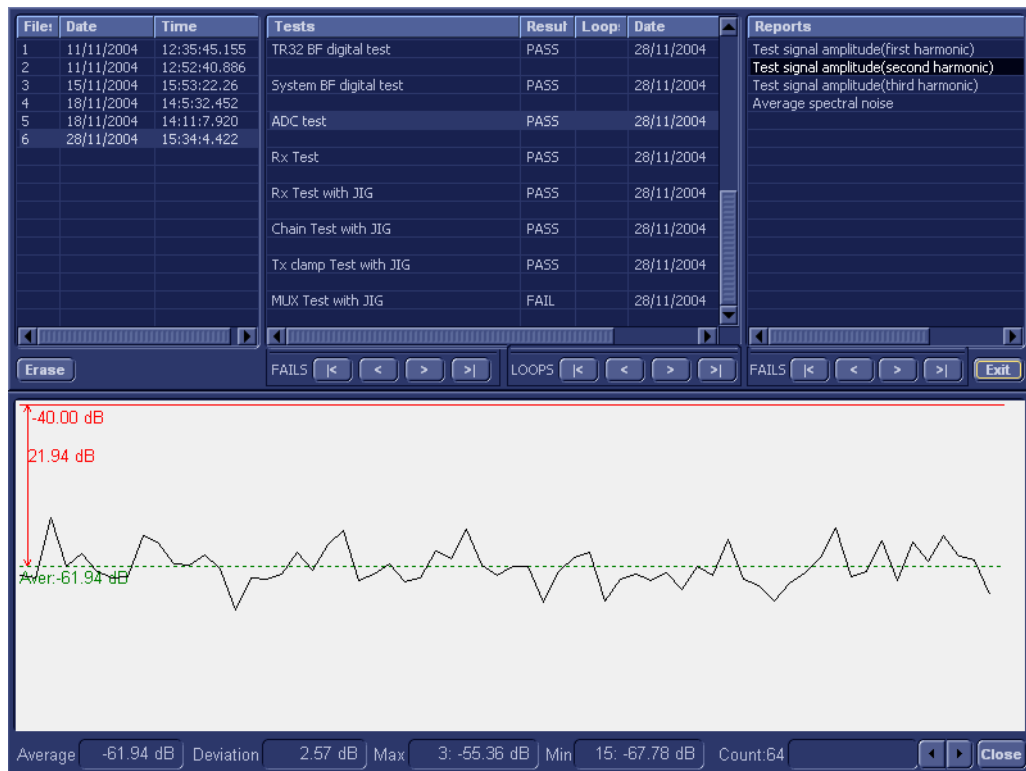 File: Date Time
1 11/11/2004 12:35:45.155
2 11/11/2004 12:52:40.886
3 15/11/2004 15:53:22.26
4 18/11/2004 14:5:32.452
5 18/11/2004 14:11:7.920
6 28/11/2004 15:34:4.422
Erase
Tests Resul Loop: Date
TR32 BF digital test PASS 28/11/2004
System BF digital test PASS 28/11/2004
ADC test PASS 28/11/2004
Rx Test PASS 28/11/2004
Rx Test with JIG PASS 28/11/2004
Chain Test with JIG PASS 28/11/2004
Tx clamp Test with JIG PASS 28/11/2004
MUX Test with JIG FAIL 28/11/2004
FAILS |< < > >| LOOPS |< < > >|
Reports
Test signal amplitude(first harmonic)
Test signal amplitude(second harmonic)
Test signal amplitude(third harmonic)
Average spectral noise
FAILS |< < > >| Exit
-40.00 dB
21.94 dB
Aver:-61.94 dB
Average -61.94 dB Deviation 2.57 dB Max 3: -55.36 dB Min 15: -67.78 dB Count:64 Close